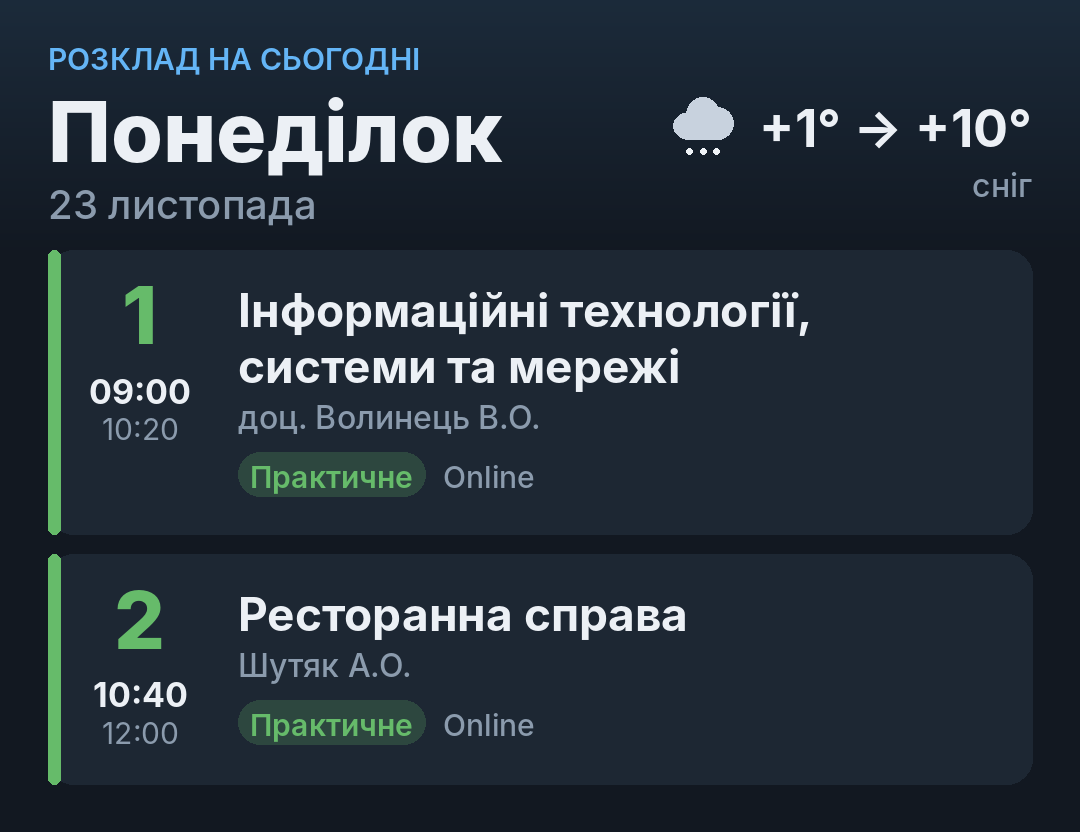 РОЗКЛАД НА СЬОГОДНІ
Понеділок
23 листопада
+1° → +10°
сніг
1
09:00
10:20
Інформаційні технології,
системи та мережі
доц. Волинець В.О.
Практичне Online
2
10:40
12:00
Ресторанна справа
Шутяк А.О.
Практичне Online